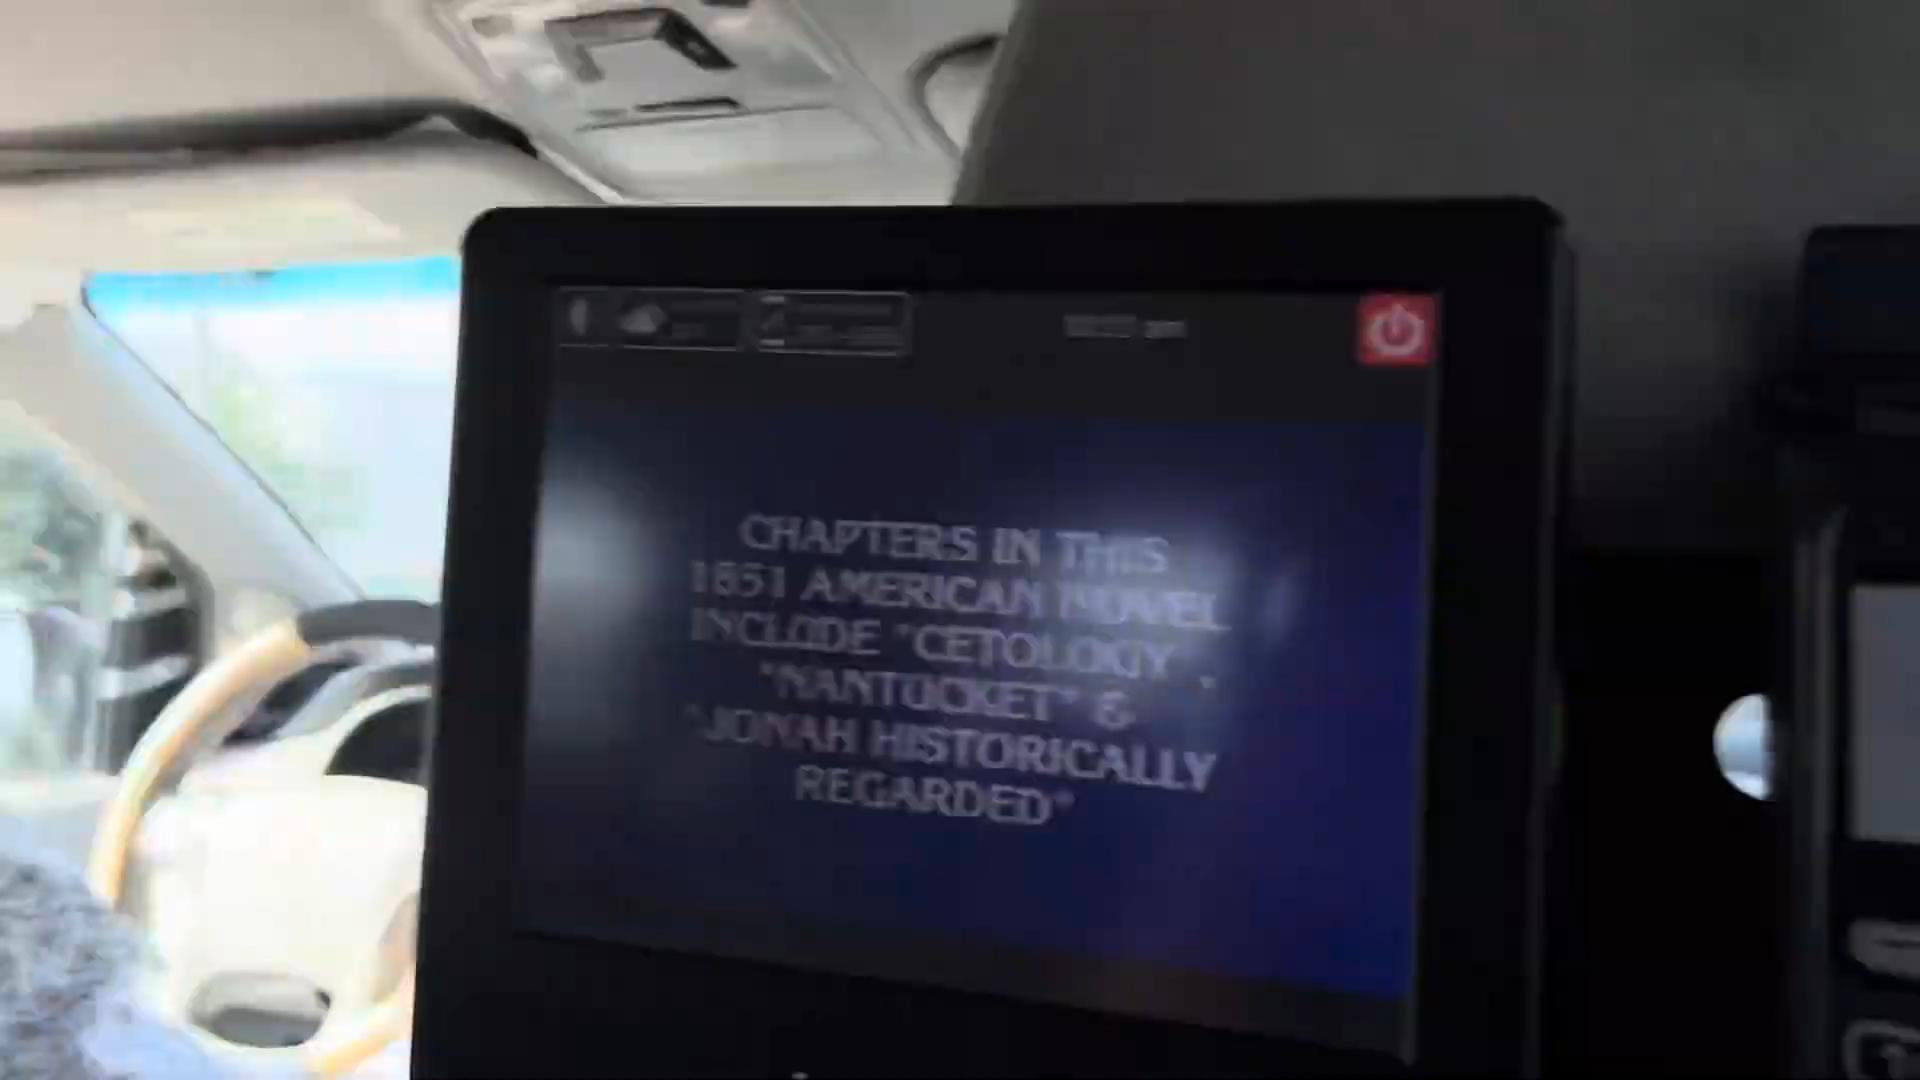 CHAPTERS IN THIS
1851 AMERICAN NOVEL
INCLUDE "CETOLOGY",
"NANTUCKET" &
"JONAH HISTORICALLY
REGARDED"